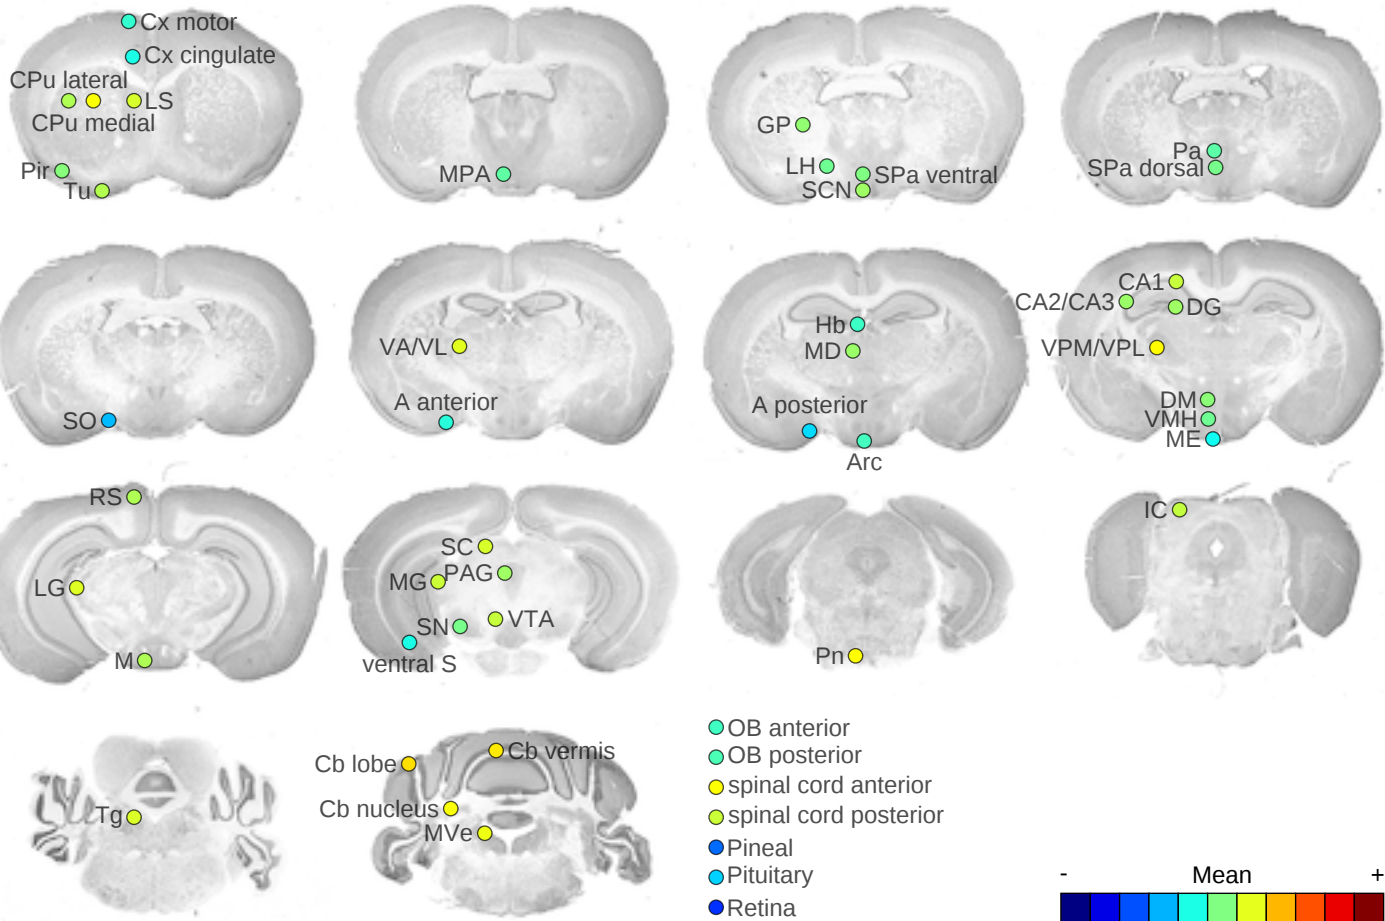 Cx motor
Cx cingulate
CPu lateral
LS
CPu medial
Pir
Tu
MPA
GP
LH
SPa ventral
SCN
Pa
SPa dorsal
SO
VA/VL
A anterior
Hb
MD
A posterior
Arc
CA1
CA2/CA3
DG
VPM/VPL
DM
VMH
ME
RS
LG
M
SC
MG
PAG
SN
VTA
ventral S
Pn
IC
Tg
Cb lobe
Cb vermis
Cb nucleus
MVe
OB anterior
OB posterior
spinal cord anterior
spinal cord posterior
Pineal
Pituitary
Retina
- Mean +